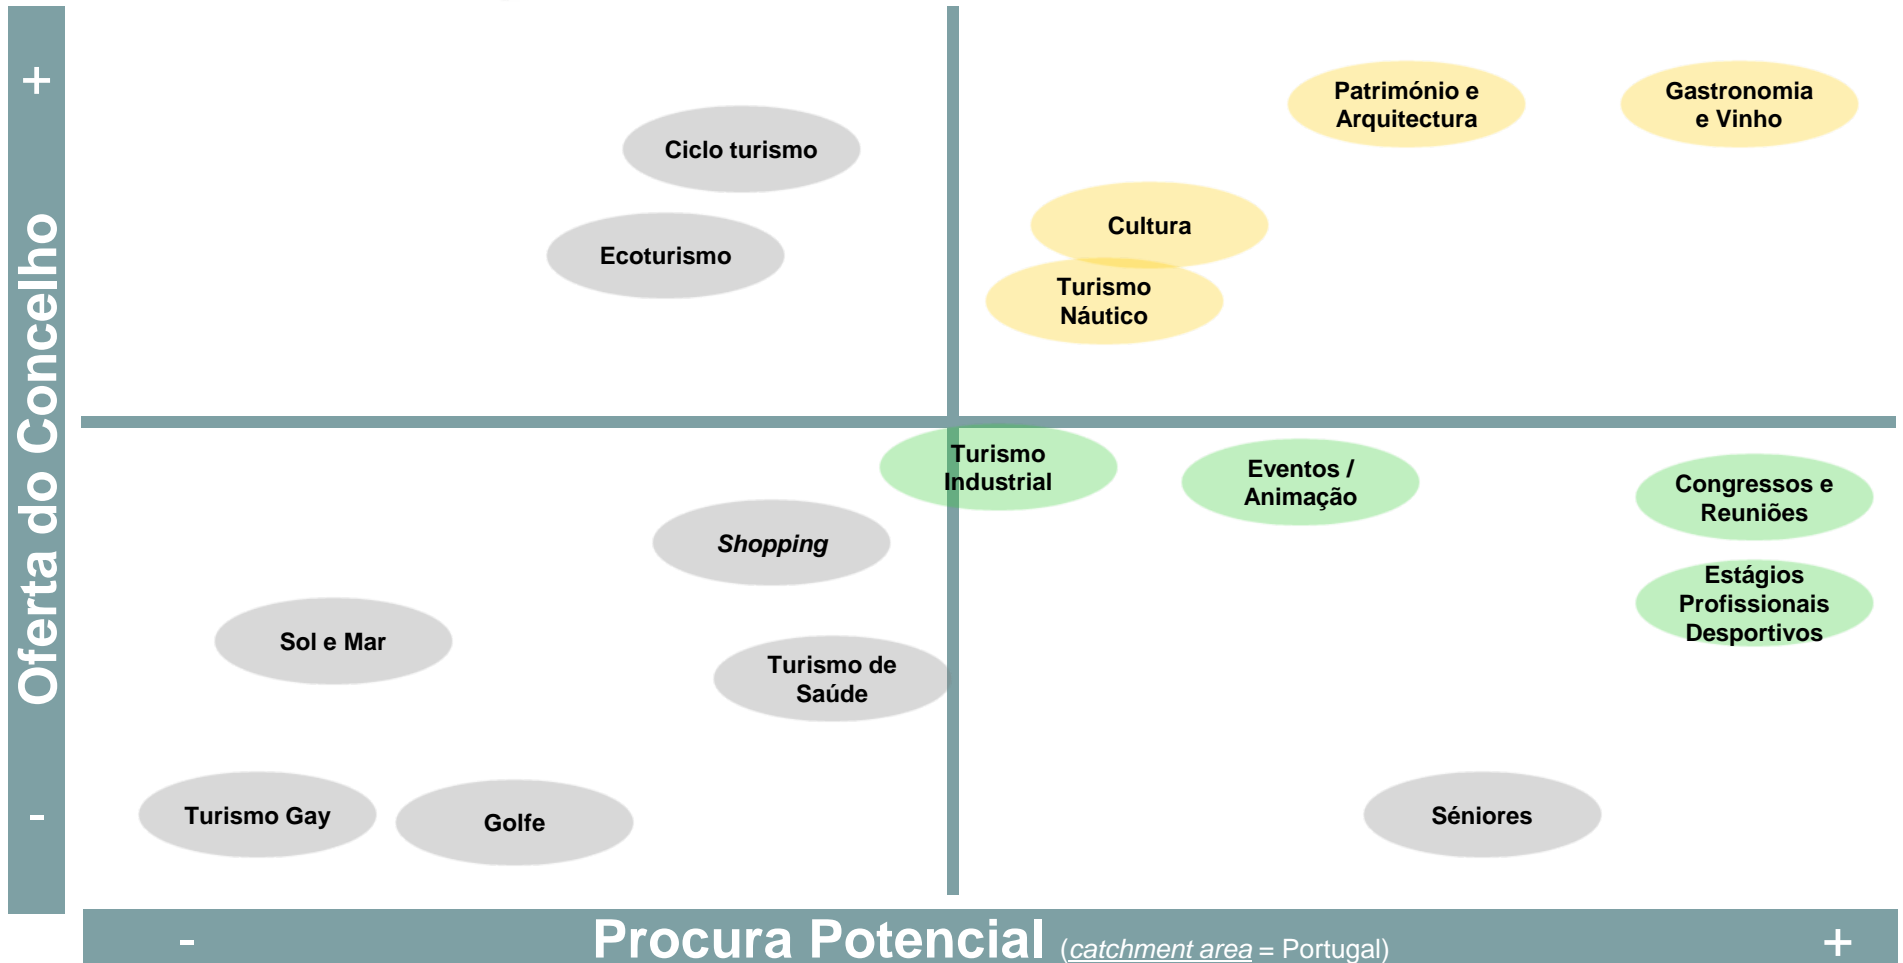 +
Oferta do Concelho
-
Património e
Arquitectura
Gastronomia
e Vinho
Ciclo turismo
Cultura
Ecoturismo
Turismo
Náutico
Turismo
Industrial
Eventos /
Animação
Congressos e
Reuniões
Shopping
Estágios
Profissionais
Desportivos
Sol e Mar
Turismo de
Saúde
Turismo Gay
Golfe
Séniores
-
Procura Potencial (catchment area = Portugal)
+